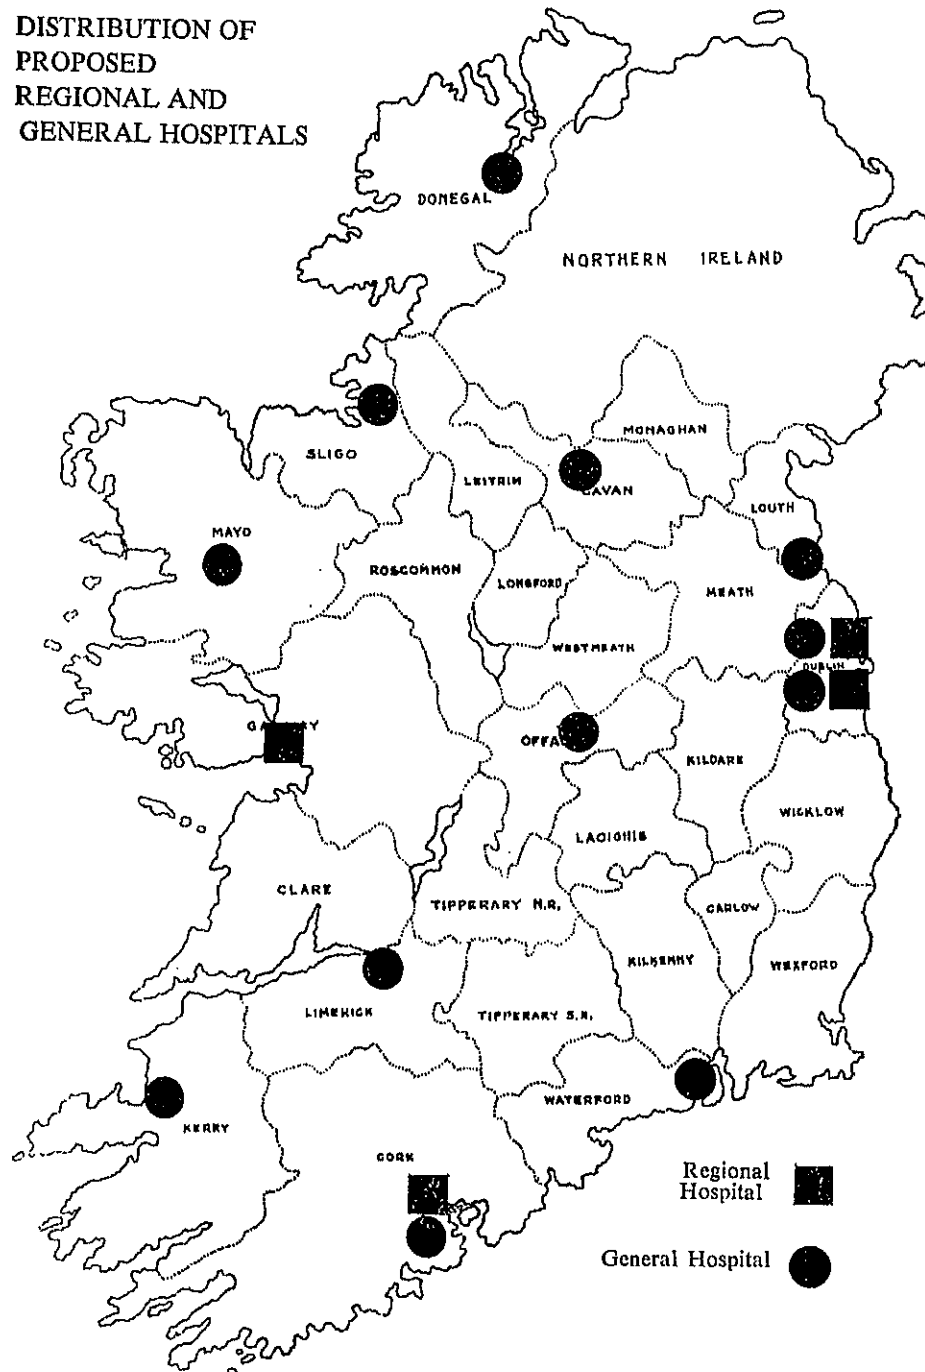 DISTRIBUTION OF
PROPOSED
REGIONAL AND
GENERAL HOSPITALS
DONEGAL
NORTHERN IRELAND
MONAGHAN
SLIGO
LEITRIM
CAVAN
LOUTH
MAYO
ROSCOMMON
LONGFORD
MEATH
WESTMEATH
DUBLIN
OFFA
KILDARE
WICKLOW
LAOIGHIS
CLARE
TIPPERARY N.R.
CARLOW
KILKENNY
WEXFORD
LIMERICK
TIPPERARY S.R.
WATERFORD
KERRY
CORK
Regional
Hospital
General Hospital